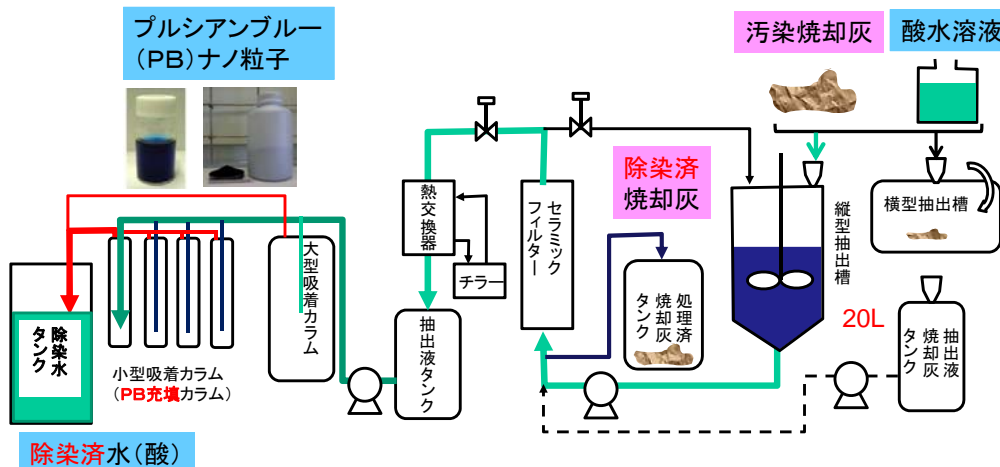 プルシアンブルー
(PB)ナノ粒子
汚染焼却灰
酸水溶液
除染済
焼却灰
熱交換器
セラミック
フィルター
チラー
縦型抽出槽
横型抽出槽
大型吸着カラム
抽出液タンク
処理済
焼却灰
タンク
20L
抽出液
焼却灰
タンク
除染水
タンク
小型吸着カラム
(PB充填カラム)
除染済水(酸)